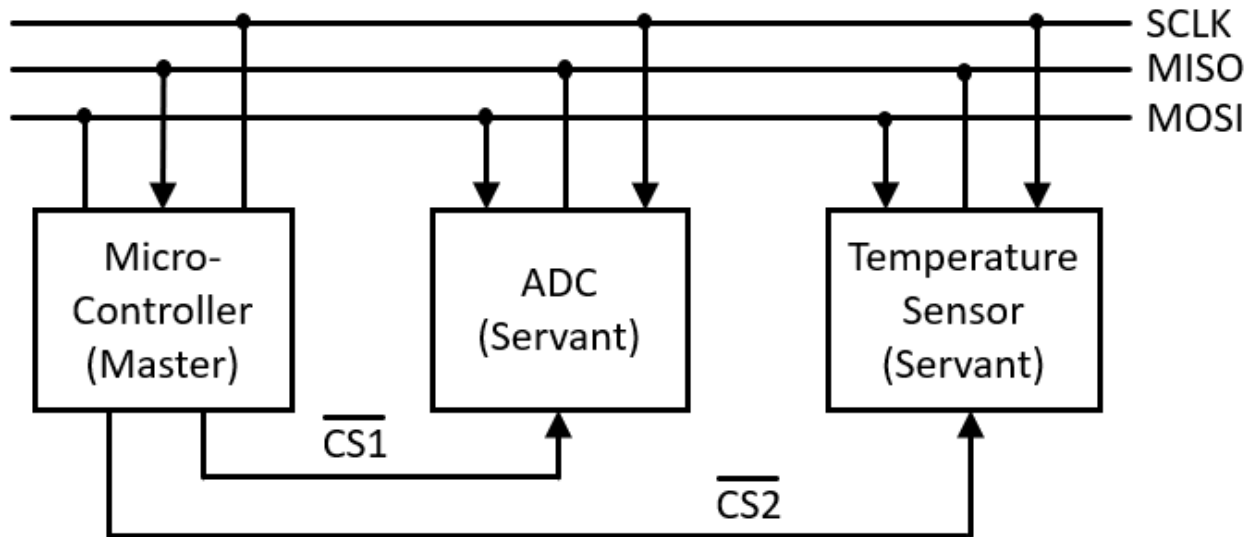 SCLK
MISO
MOSI
Micro-
Controller
(Master)
ADC
(Servant)
Temperature
Sensor
(Servant)
CS1
CS2